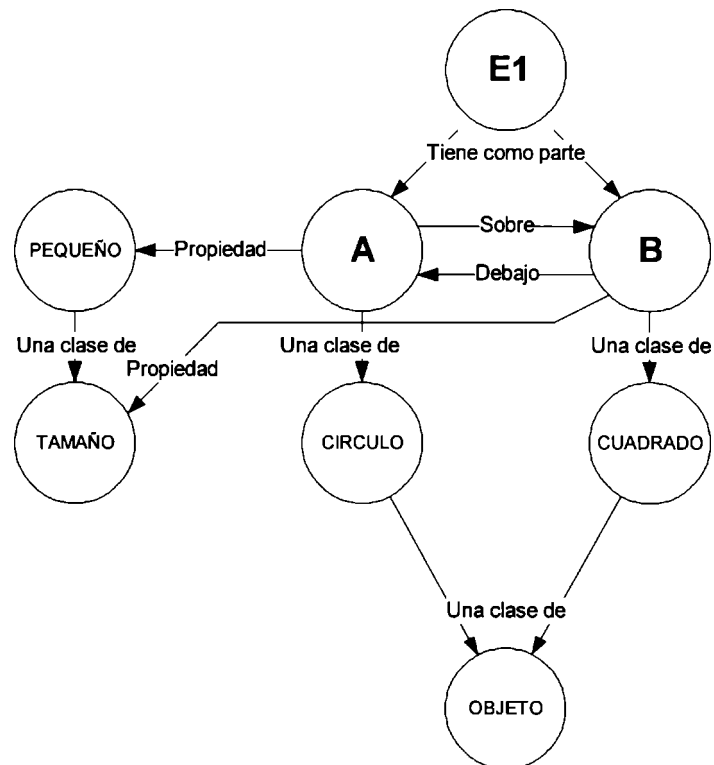 E1
Tiene como parte
PEQUEÑO
Propiedad
A
Sobre
B
Debajo
Una clase de
Una clase de
Una clase de
Propiedad
TAMAÑO
CIRCULO
CUADRADO
Una clase de
OBJETO